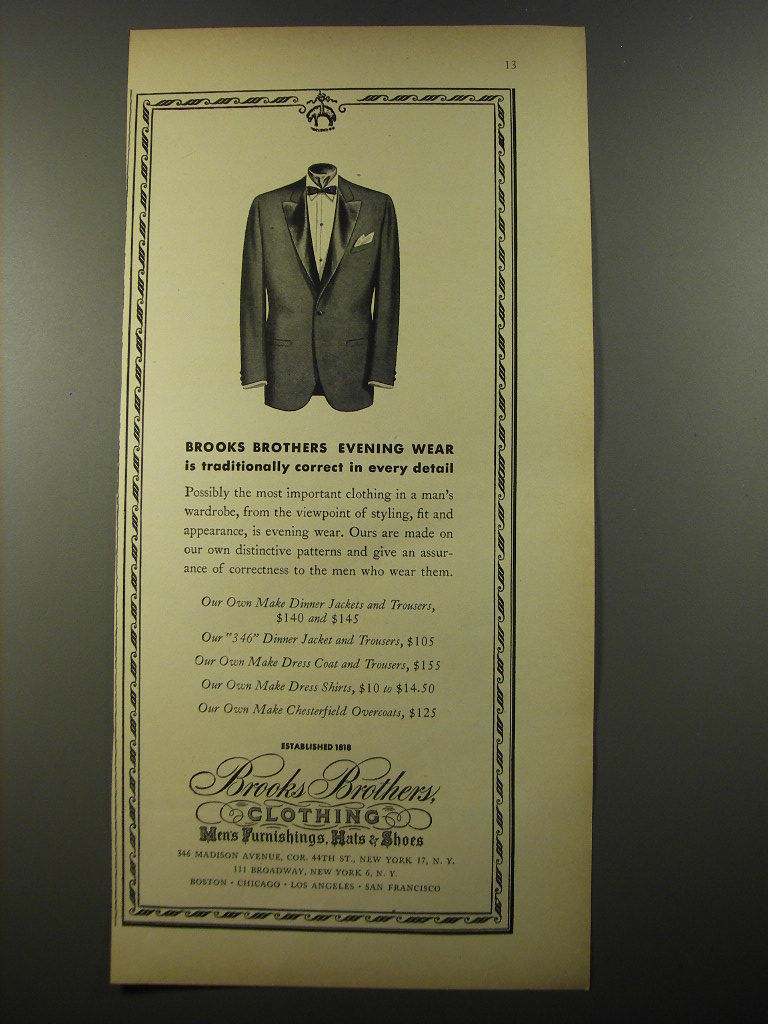 13
BROOKS BROTHERS EVENING WEAR
is traditionally correct in every detail
Possibly the most important clothing in a man's
wardrobe, from the viewpoint of styling, fit and
appearance, is evening wear. Ours are made on
our own distinctive patterns and give an assur-
ance of correctness to the men who wear them.
Our Own Make Dinner Jackets and Trousers,
$140 and $145
Our "346" Dinner Jacket and Trousers, $105
Our Own Make Dress Coat and Trousers, $155
Our Own Make Dress Shirts, $10 to $14.50
Our Own Make Chesterfield Overcoats, $125
ESTABLISHED 1818
Brooks Brothers,
CLOTHING
Men's Furnishings, Hats & Shoes
346 MADISON AVENUE, COR. 44TH ST., NEW YORK 17, N. Y.
111 BROADWAY, NEW YORK 6, N. Y.
BOSTON • CHICAGO • LOS ANGELES • SAN FRANCISCO